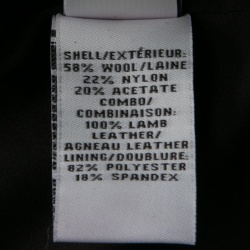 SHELL/EXTÉRIEUR:
58% WOOL/LAINE
22% NYLON
20% ACETATE
COMBO/
COMBINAISON:
100% LAMB
LEATHER/
AGNEAU LEATHER
LINING/DOUBLURE:
82% POLYESTER
18% SPANDEX